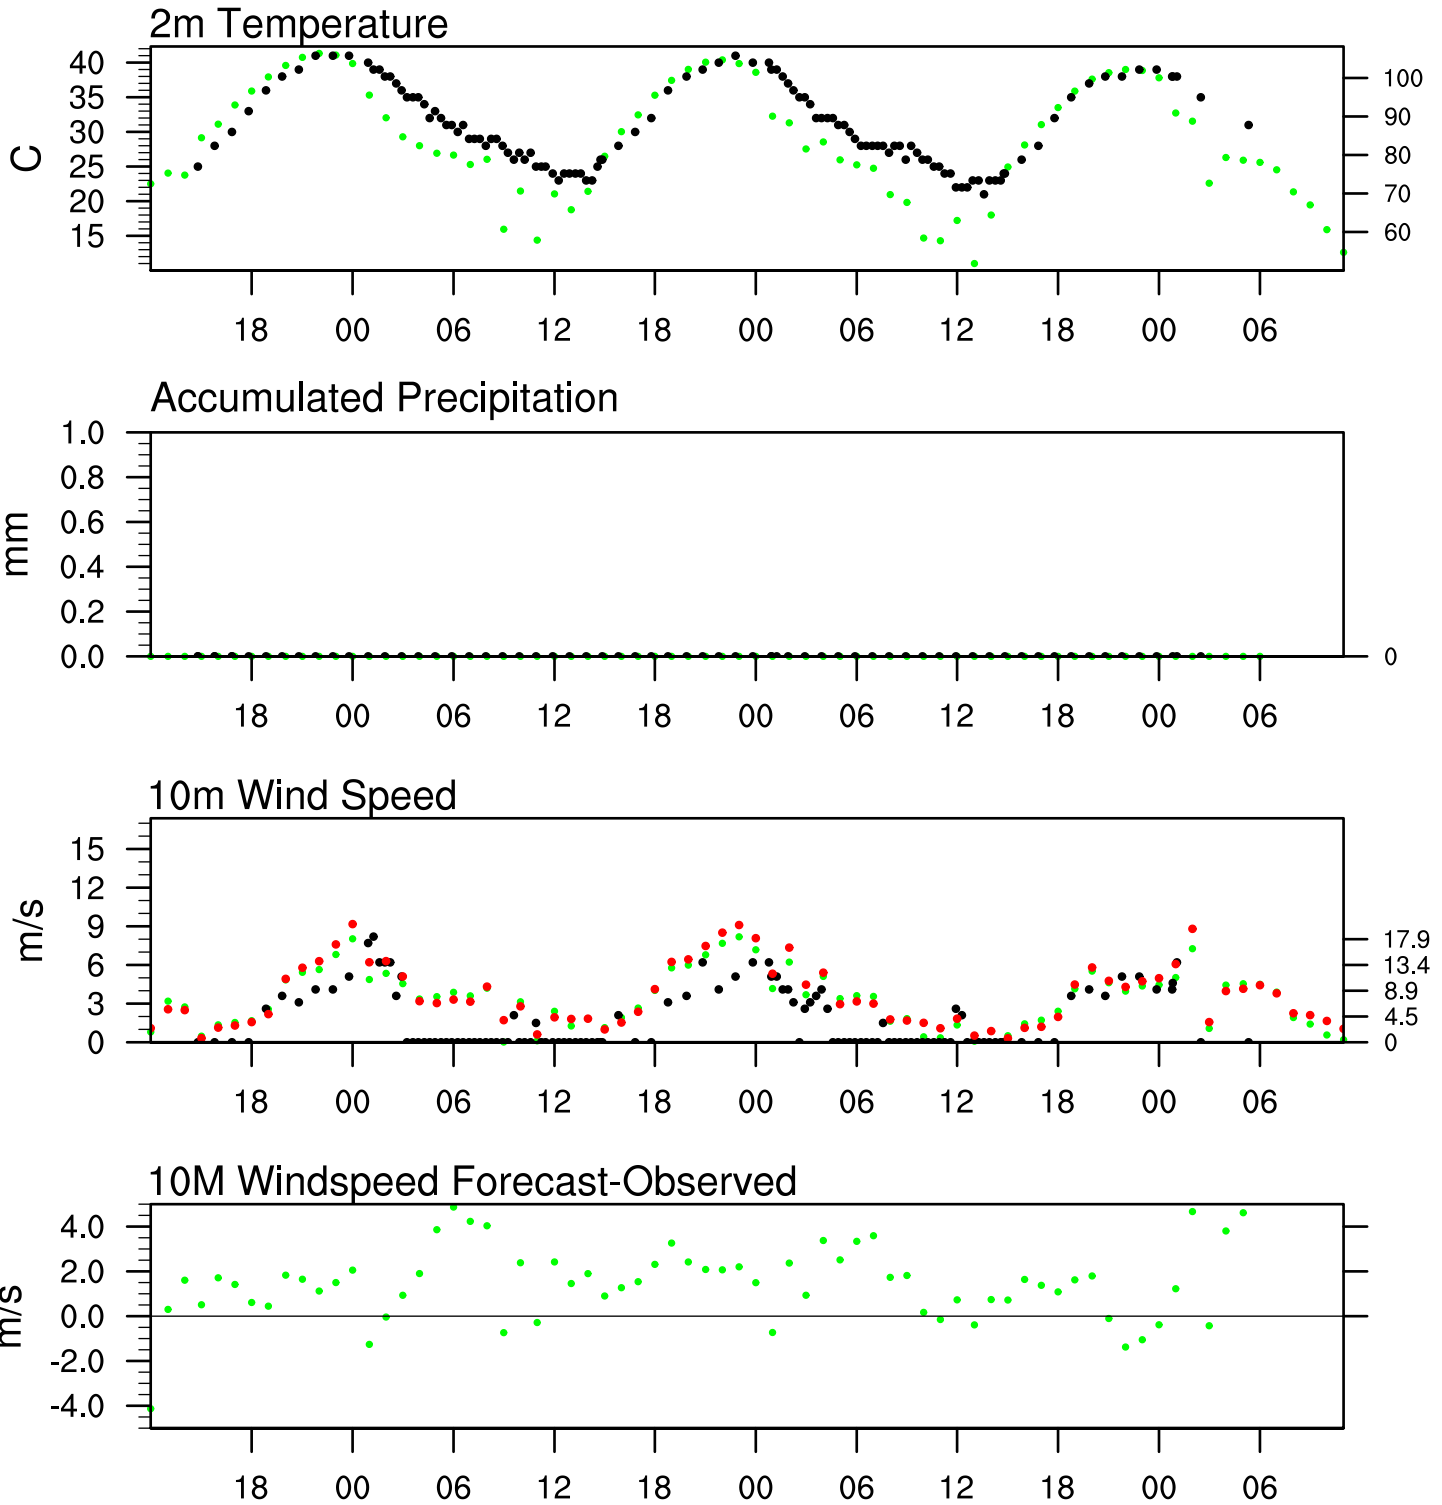 2m Temperature
40
35
30
25
20
15
C
100
90
80
70
60
18 00 06 12 18 00 06 12 18 00 06
Accumulated Precipitation
1.0
0.8
0.6
0.4
0.2
0.0
mm
0
18 00 06 12 18 00 06 12 18 00 06
10m Wind Speed
15
12
9
6
3
0
m/s
17.9
13.4
8.9
4.5
0
18 00 06 12 18 00 06 12 18 00 06
10M Windspeed Forecast-Observed
4.0
2.0
0.0
-2.0
-4.0
m/s
18 00 06 12 18 00 06 12 18 00 06